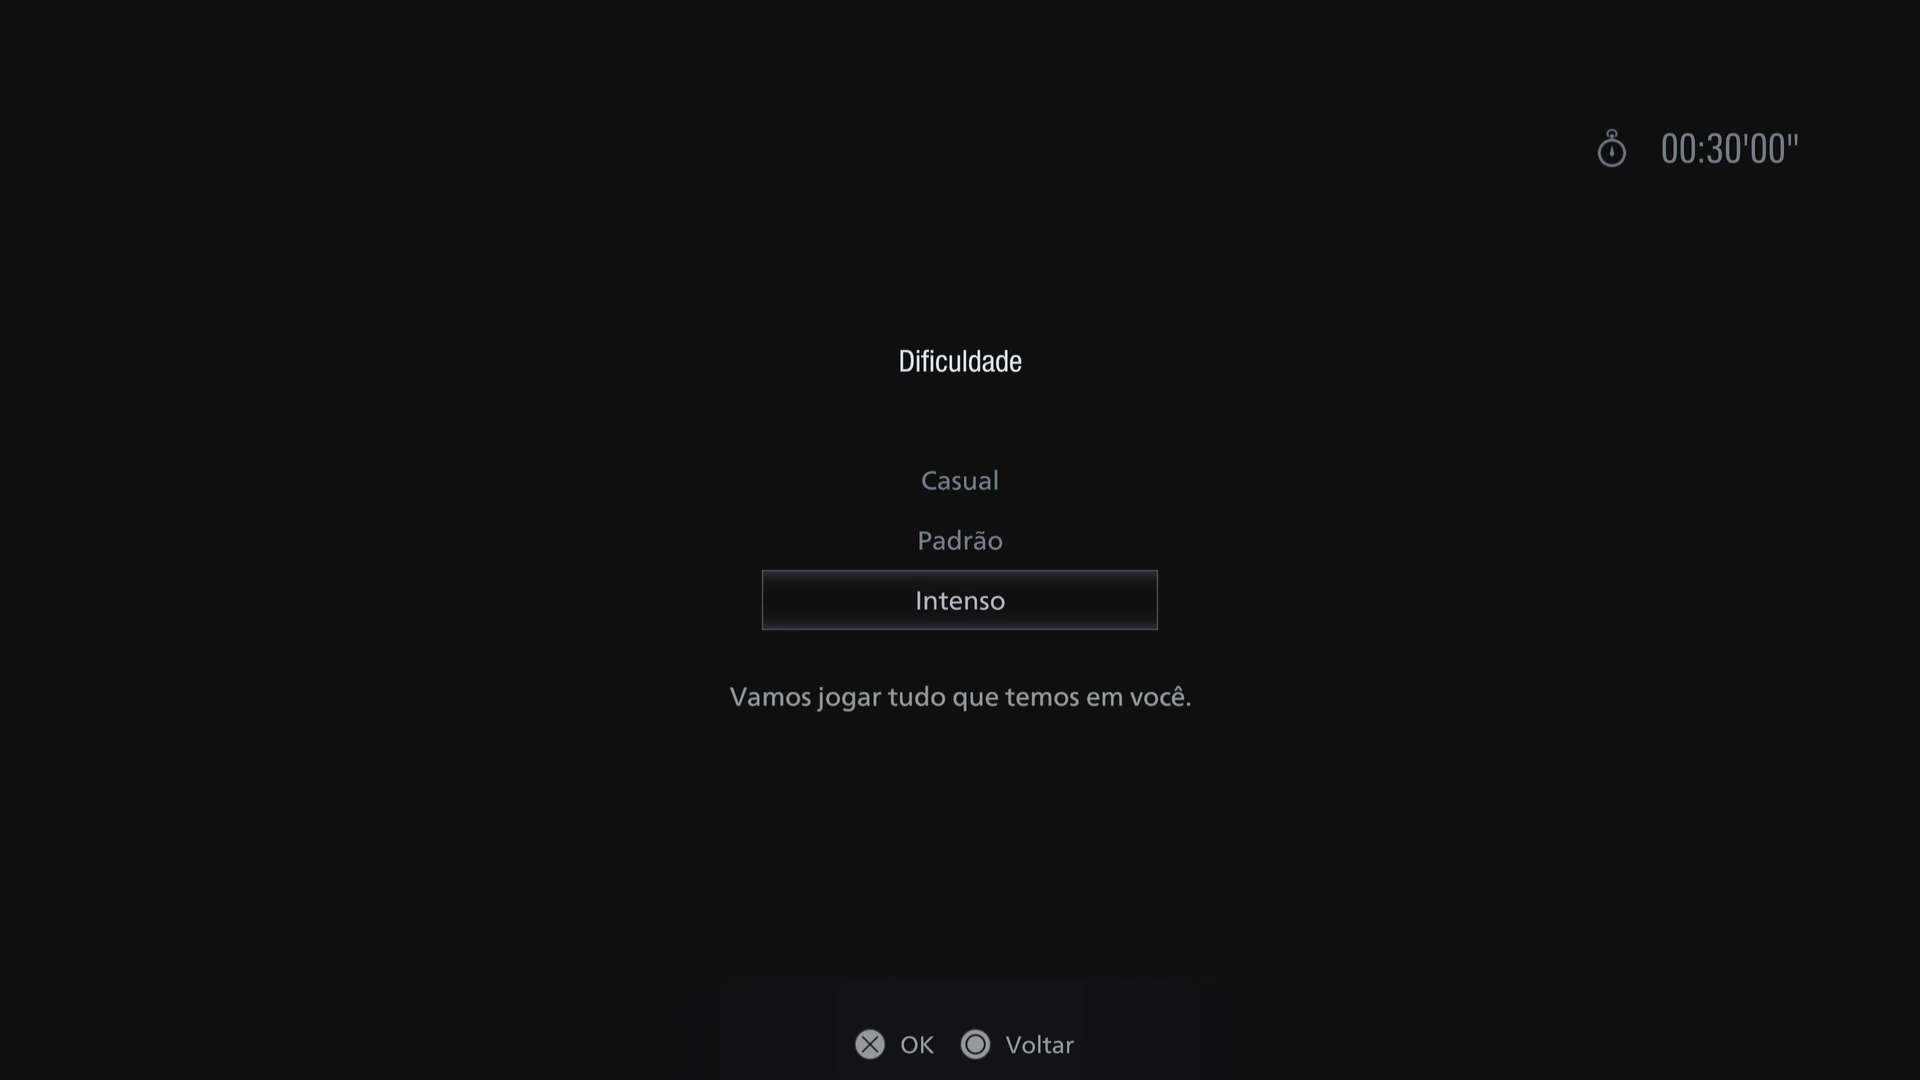 00:30'00"
Dificuldade
Casual
Padrão
Intenso
Vamos jogar tudo que temos em você.
OK Voltar